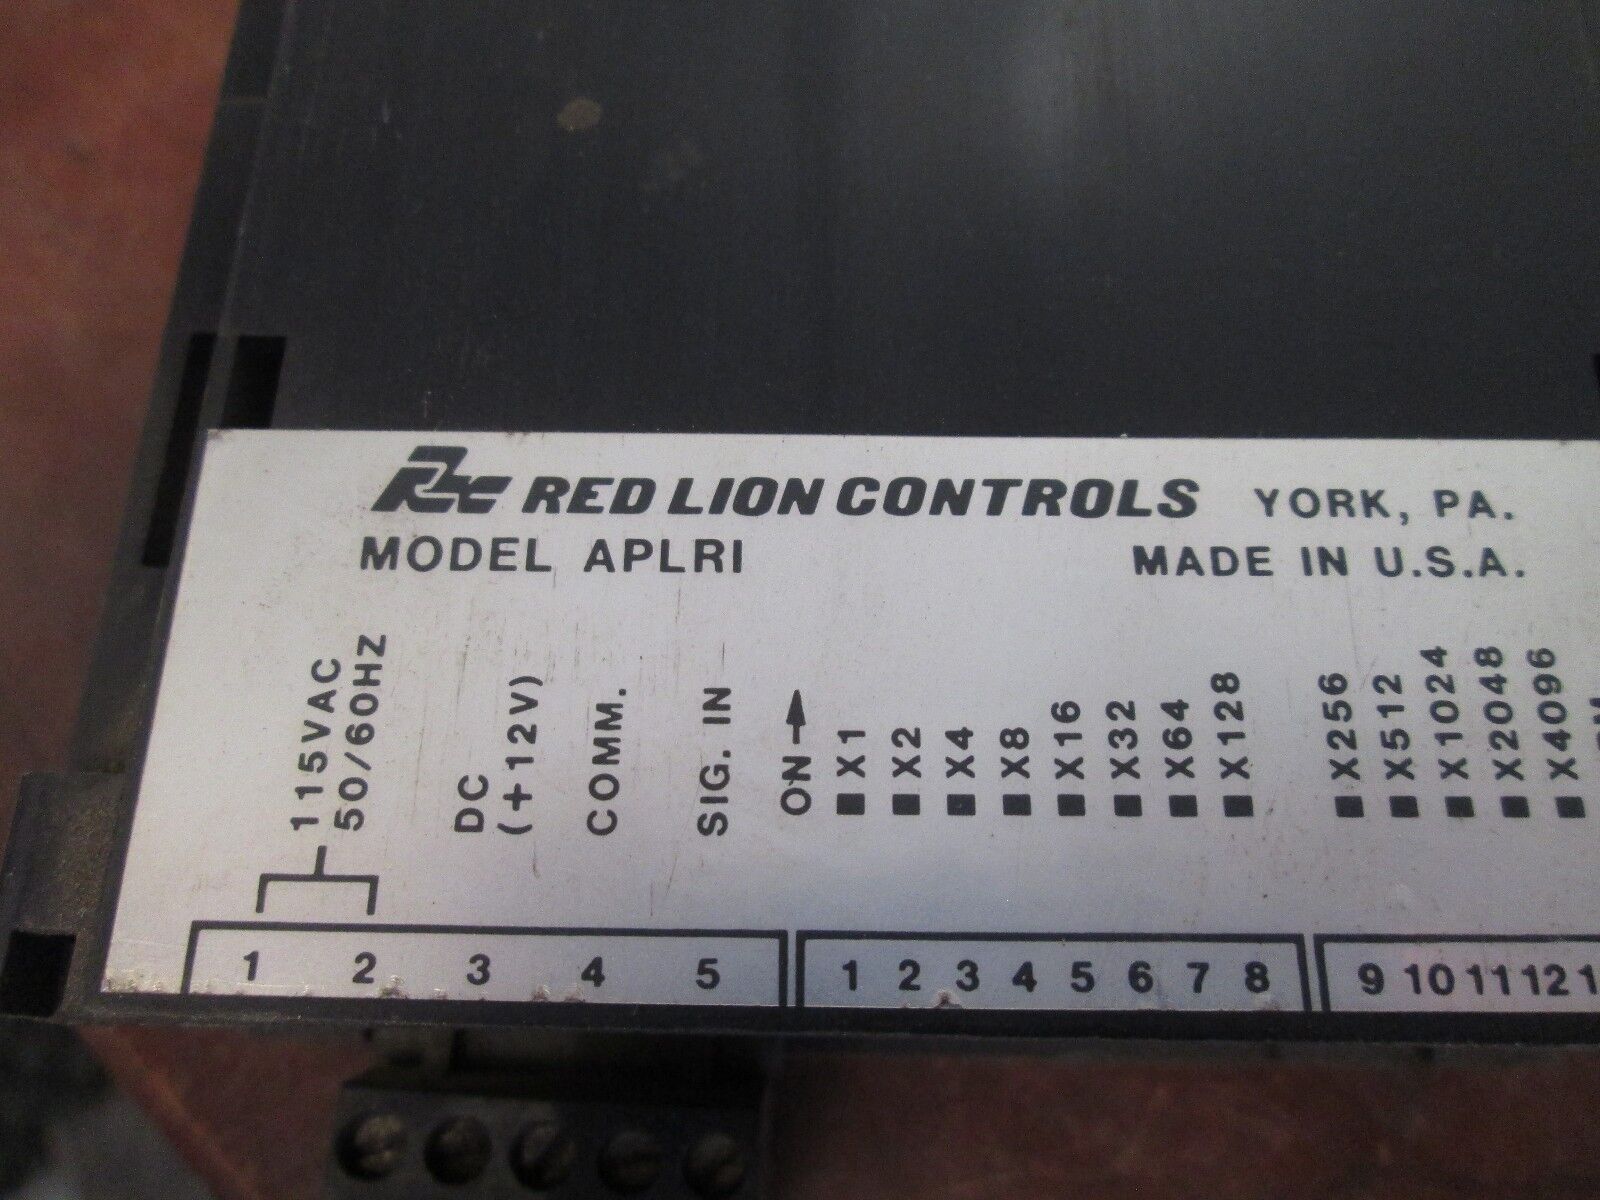 RLC RED LION CONTROLS YORK, PA.
MODEL APLRI MADE IN U.S.A.
115VAC
50/60HZ
DC
(+12V)
COMM.
SIG. IN
ON
X1
X2
X4
X8
X16
X32
X64
X128
X256
X512
X1024
X2048
X4096
1 2 3 4 5 1 2 3 4 5 6 7 8 9 10 11 12